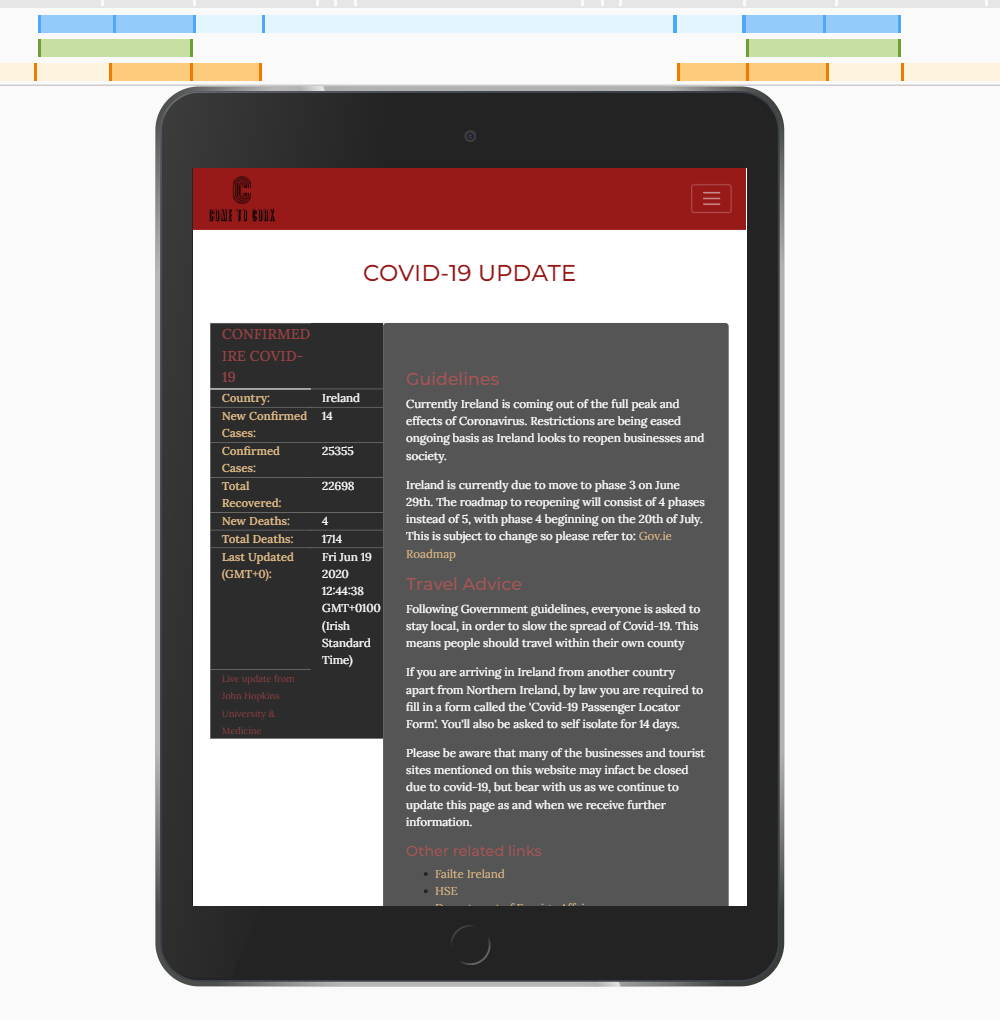 COME TO CORK
COVID-19 UPDATE
CONFIRMED
IRE COVID-
19
Country: Ireland
New Confirmed 14
Cases:
Confirmed 25355
Cases:
Total 22698
Recovered:
New Deaths: 4
Total Deaths: 1714
Last Updated Fri Jun 19
(GMT+0): 2020
12:44:38
GMT+0100
(Irish
Standard
Time)
Live update from
John Hopkins
University &
Medicine
Guidelines
Currently Ireland is coming out of the full peak and
effects of Coronavirus. Restrictions are being eased
ongoing basis as Ireland looks to reopen businesses and
society.
Ireland is currently due to move to phase 3 on June
29th. The roadmap to reopening will consist of 4 phases
instead of 5, with phase 4 beginning on the 20th of July.
This is subject to change so please refer to: Gov.ie
Roadmap
Travel Advice
Following Government guidelines, everyone is asked to
stay local, in order to slow the spread of Covid-19. This
means people should travel within their own county
If you are arriving in Ireland from another country
apart from Northern Ireland, by law you are required to
fill in a form called the 'Covid-19 Passenger Locator
Form'. You'll also be asked to self isolate for 14 days.
Please be aware that many of the businesses and tourist
sites mentioned on this website may infact be closed
due to covid-19, but bear with us as we continue to
update this page as and when we receive further
information.
Other related links
Failte Ireland
HSE